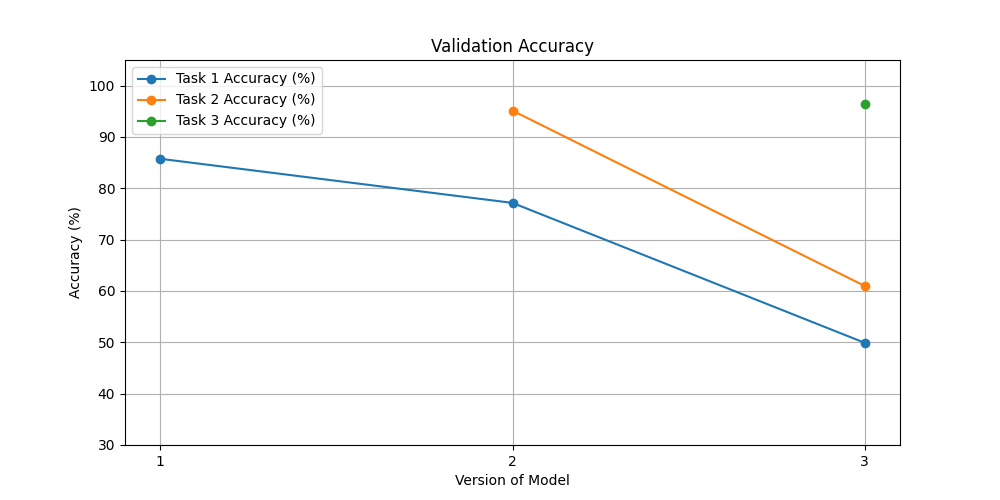 Validation Accuracy
Task 1 Accuracy (%)
Task 2 Accuracy (%)
Task 3 Accuracy (%)
Accuracy (%)
100
90
80
70
60
50
40
30
1 2 3
Version of Model